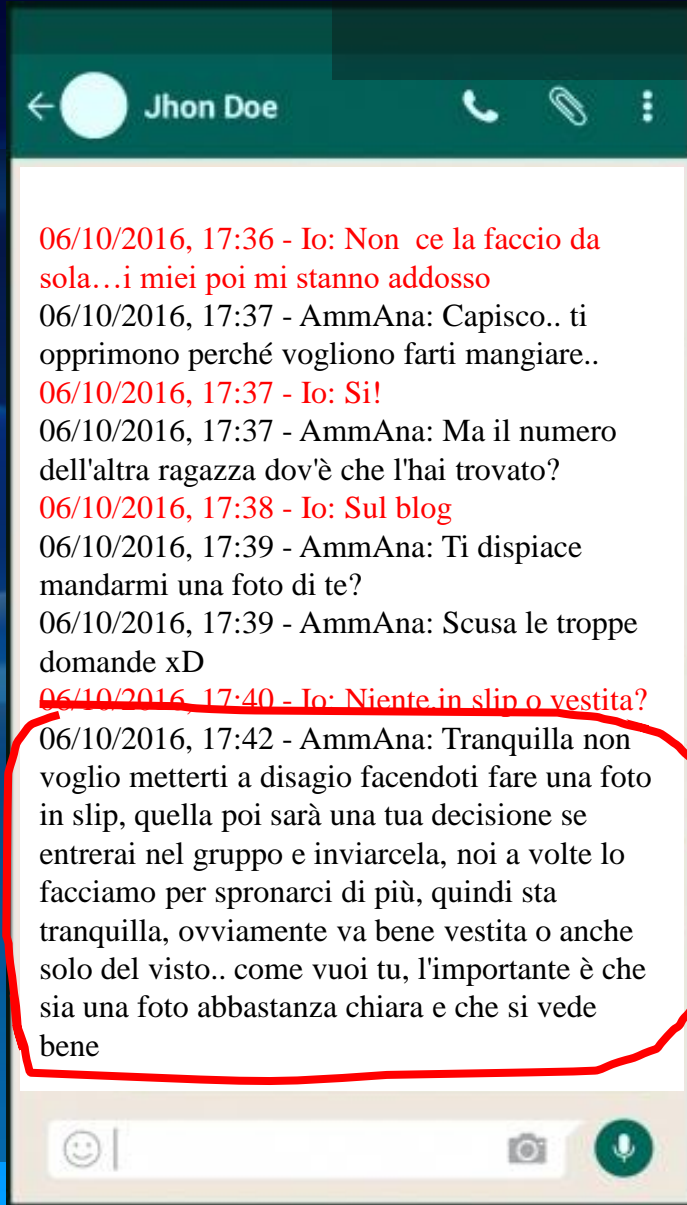 Jhon Doe
06/10/2016, 17:36 - Io: Non  ce la faccio da
sola…i miei poi mi stanno addosso
06/10/2016, 17:37 - AmmAna: Capisco.. ti
opprimono perché vogliono farti mangiare..
06/10/2016, 17:37 - Io: Si!
06/10/2016, 17:37 - AmmAna: Ma il numero
dell'altra ragazza dov'è che l'hai trovato?
06/10/2016, 17:38 - Io: Sul blog
06/10/2016, 17:39 - AmmAna: Ti dispiace
mandarmi una foto di te?
06/10/2016, 17:39 - AmmAna: Scusa le troppe
domande xD
06/10/2016, 17:40 - Io: Niente.in slip o vestita?
06/10/2016, 17:42 - AmmAna: Tranquilla non
voglio metterti a disagio facendoti fare una foto
in slip, quella poi sarà una tua decisione se
entrerai nel gruppo e inviarcela, noi a volte lo
facciamo per spronarci di più, quindi sta
tranquilla, ovviamente va bene vestita o anche
solo del visto.. come vuoi tu, l'importante è che
sia una foto abbastanza chiara e che si vede
bene